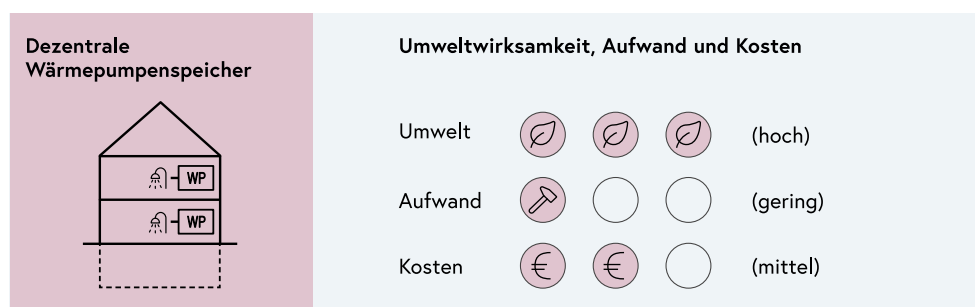 Dezentrale
Wärmepumpenspeicher
WP
WP
Umweltwirksamkeit, Aufwand und Kosten
Umwelt (hoch)
Aufwand (gering)
Kosten € € (mittel)